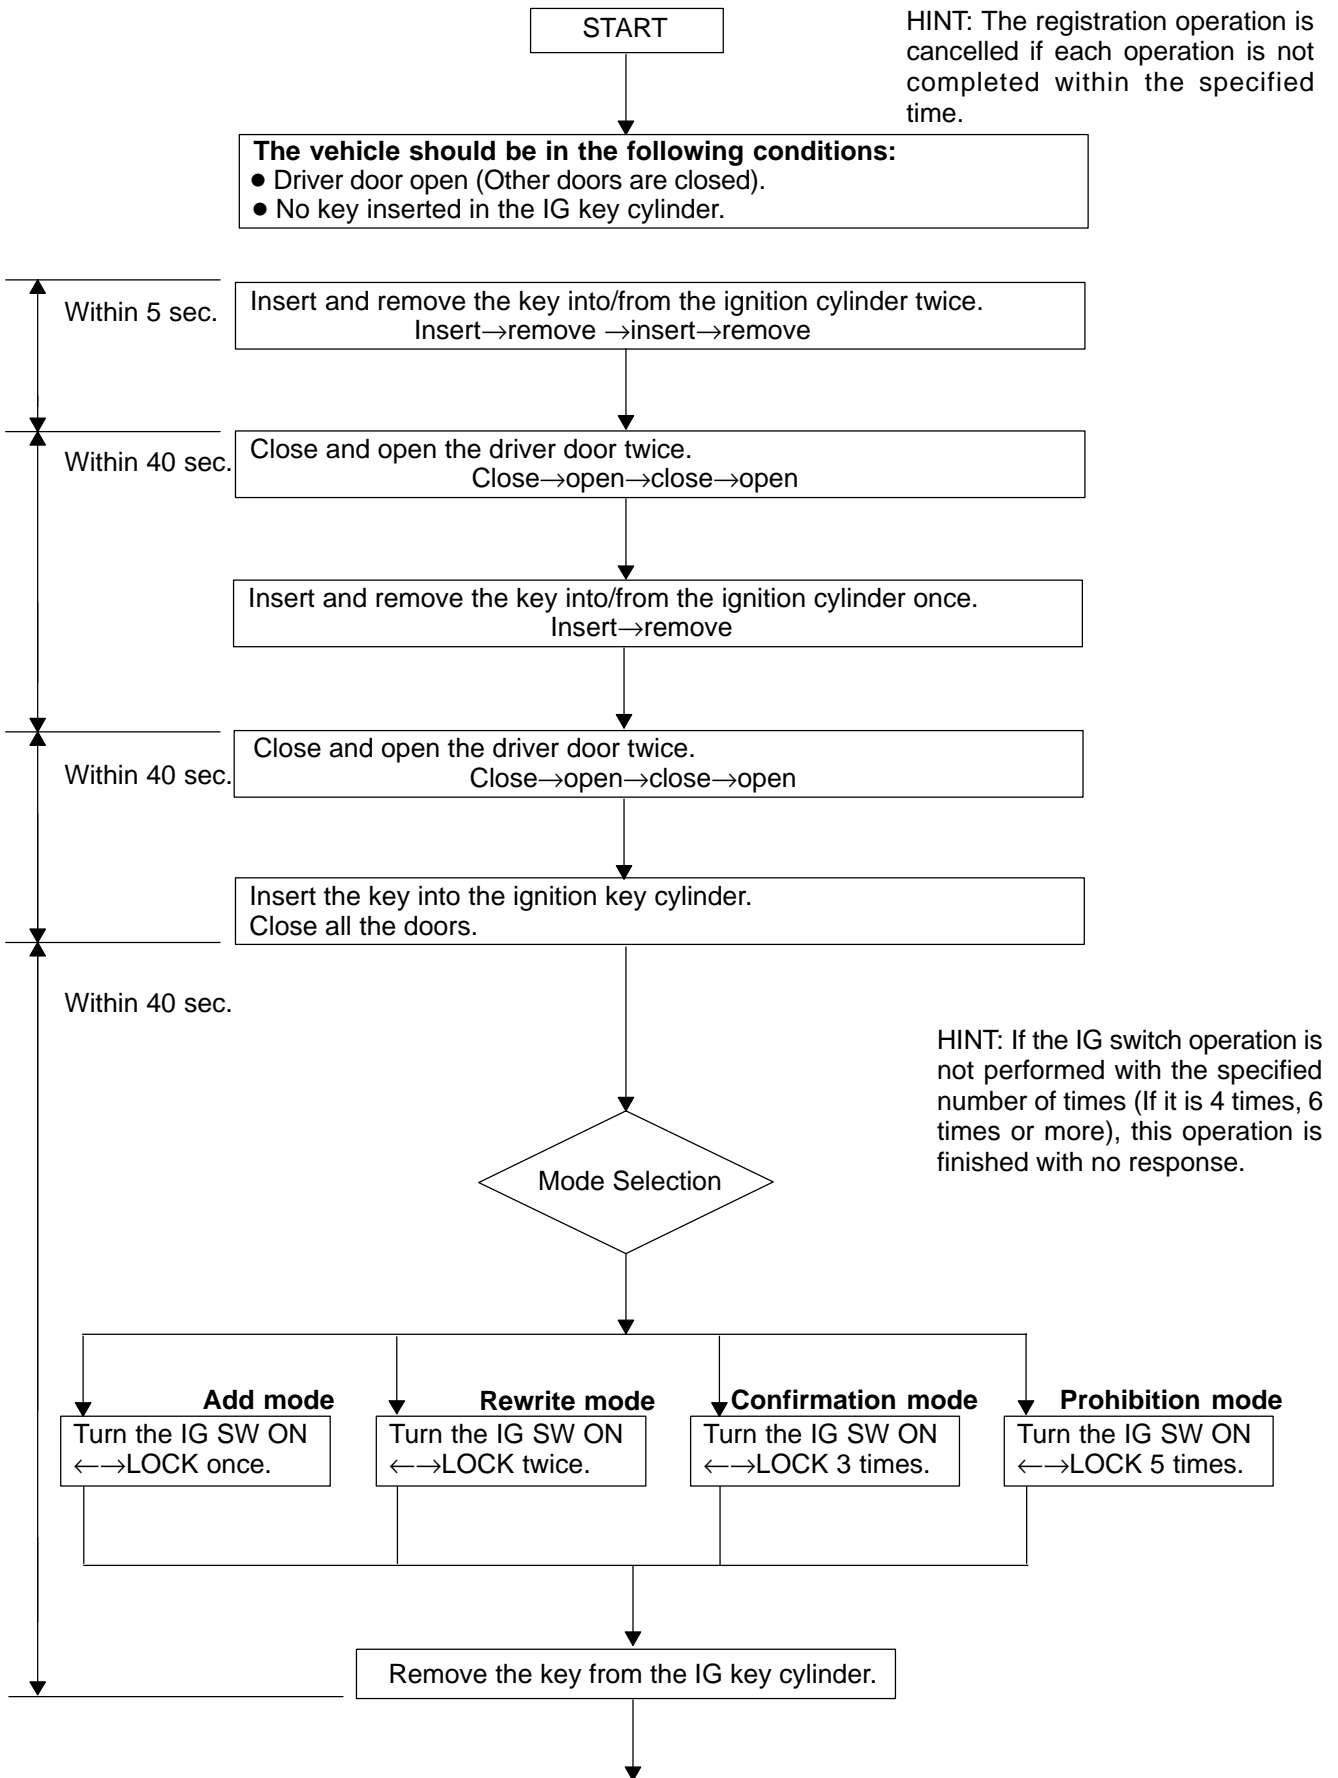 START
HINT: The registration operation is
cancelled if each operation is not
completed within the specified
time.
The vehicle should be in the following conditions:
● Driver door open (Other doors are closed).
● No key inserted in the IG key cylinder.
Within 5 sec.
Insert and remove the key into/from the ignition cylinder twice.
Insert→remove →insert→remove
Within 40 sec.
Close and open the driver door twice.
Close→open→close→open
Insert and remove the key into/from the ignition cylinder once.
Insert→remove
Within 40 sec.
Close and open the driver door twice.
Close→open→close→open
Insert the key into the ignition key cylinder.
Close all the doors.
Within 40 sec.
HINT: If the IG switch operation is
not performed with the specified
number of times (If it is 4 times, 6
times or more), this operation is
finished with no response.
Mode Selection
Add mode
Turn the IG SW ON
←→LOCK once.
Rewrite mode
Turn the IG SW ON
←→LOCK twice.
Confirmation mode
Turn the IG SW ON
←→LOCK 3 times.
Prohibition mode
Turn the IG SW ON
←→LOCK 5 times.
Remove the key from the IG key cylinder.